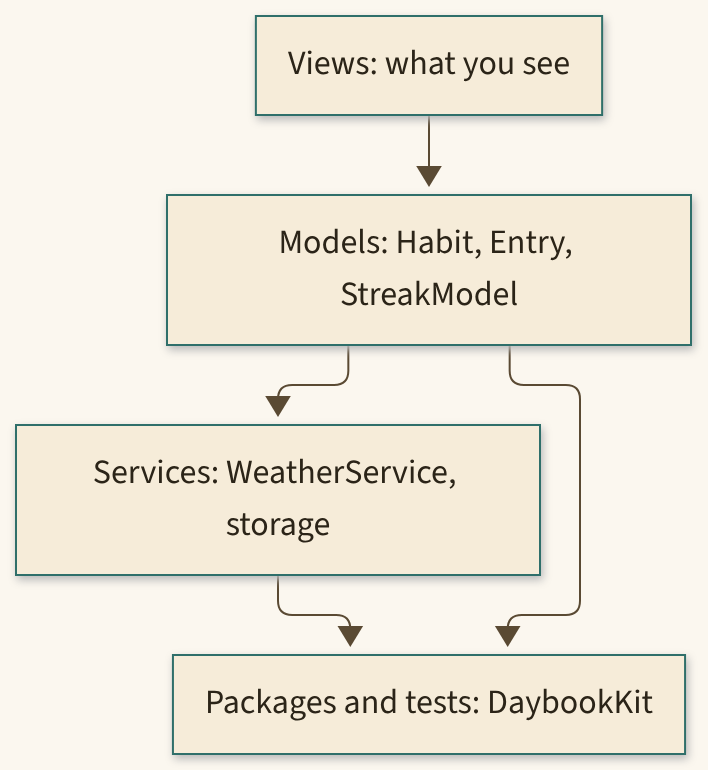 Views: what you see
Models: Habit, Entry,
StreakModel
Services: WeatherService,
storage
Packages and tests: DaybookKit